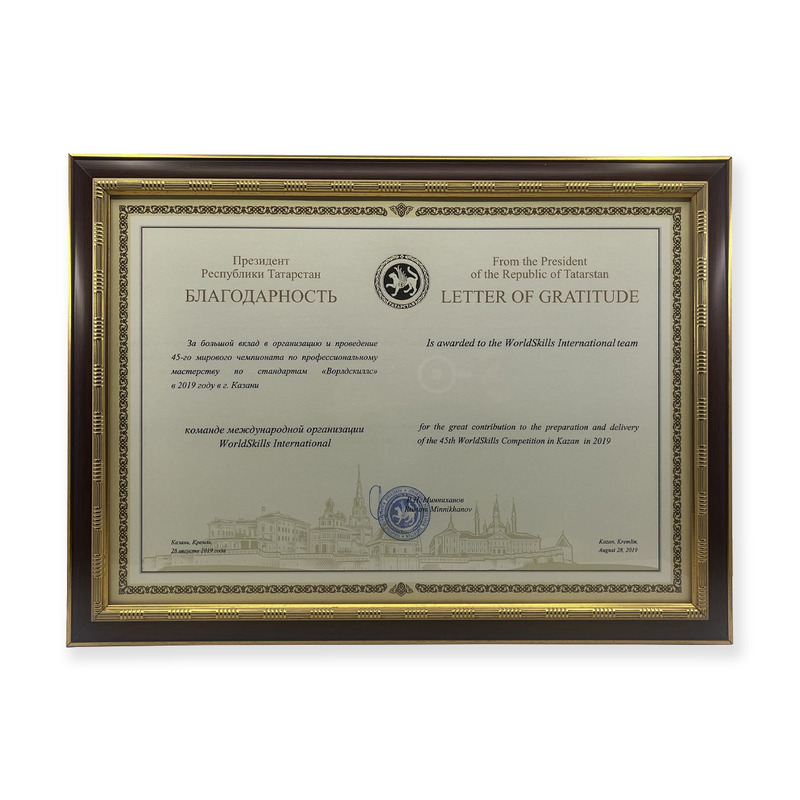 Президент
Республики Татарстан
БЛАГОДАРНОСТЬ
За большой вклад в организацию и проведение
45-го мирового чемпионата по профессиональному
мастерству по стандартам «Ворлдскиллс»
в 2019 году в г. Казани
команде международной организации
WorldSkills International
Казань, Кремль,
28 августа 2019 года
ТАТАРСТАН
From the President
of the Republic of Tatarstan
LETTER OF GRATITUDE
Is awarded to the WorldSkills International team
for the great contribution to the preparation and delivery
of the 45th WorldSkills Competition in Kazan in 2019
Р.Н. Минниханов
Rustam Minnikhanov
Kazan, Kremlin,
August 28, 2019